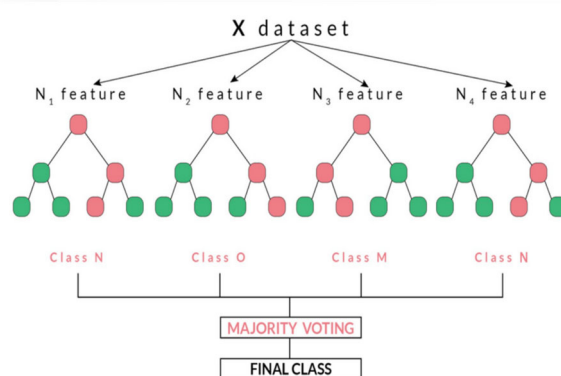 X dataset
N₁ feature N₂ feature N₃ feature N₄ feature
Class N Class O Class M Class N
MAJORITY VOTING
FINAL CLASS